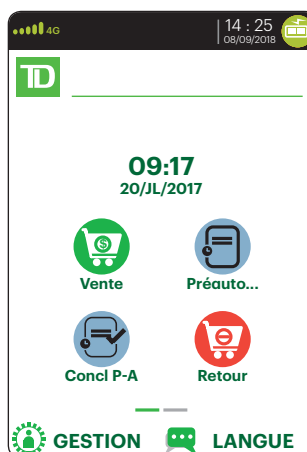 4G
14 : 25
08/09/2018
TD
09:17
20/JL/2017
Vente
Préauto...
Concl P-A
Retour
GESTION
LANGUE